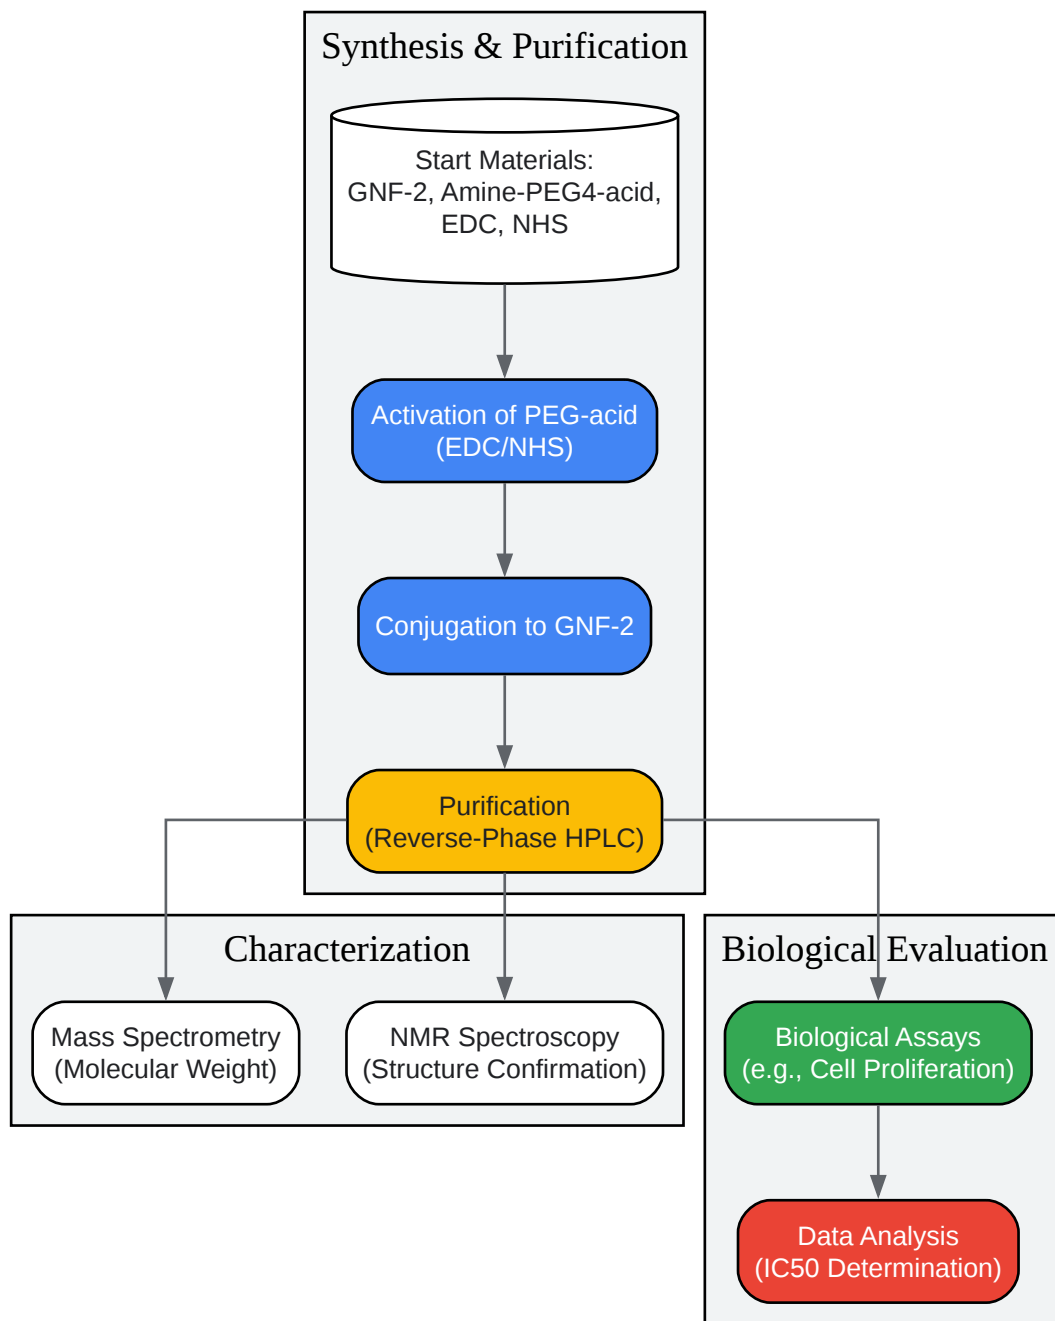 Synthesis & Purification
Start Materials:
GNF-2, Amine-PEG4-acid,
EDC, NHS
Activation of PEG-acid
(EDC/NHS)
Conjugation to GNF-2
Purification
(Reverse-Phase HPLC)
Characterization
Mass Spectrometry
(Molecular Weight)
NMR Spectroscopy
(Structure Confirmation)
Biological Evaluation
Biological Assays
(e.g., Cell Proliferation)
Data Analysis
(IC50 Determination)